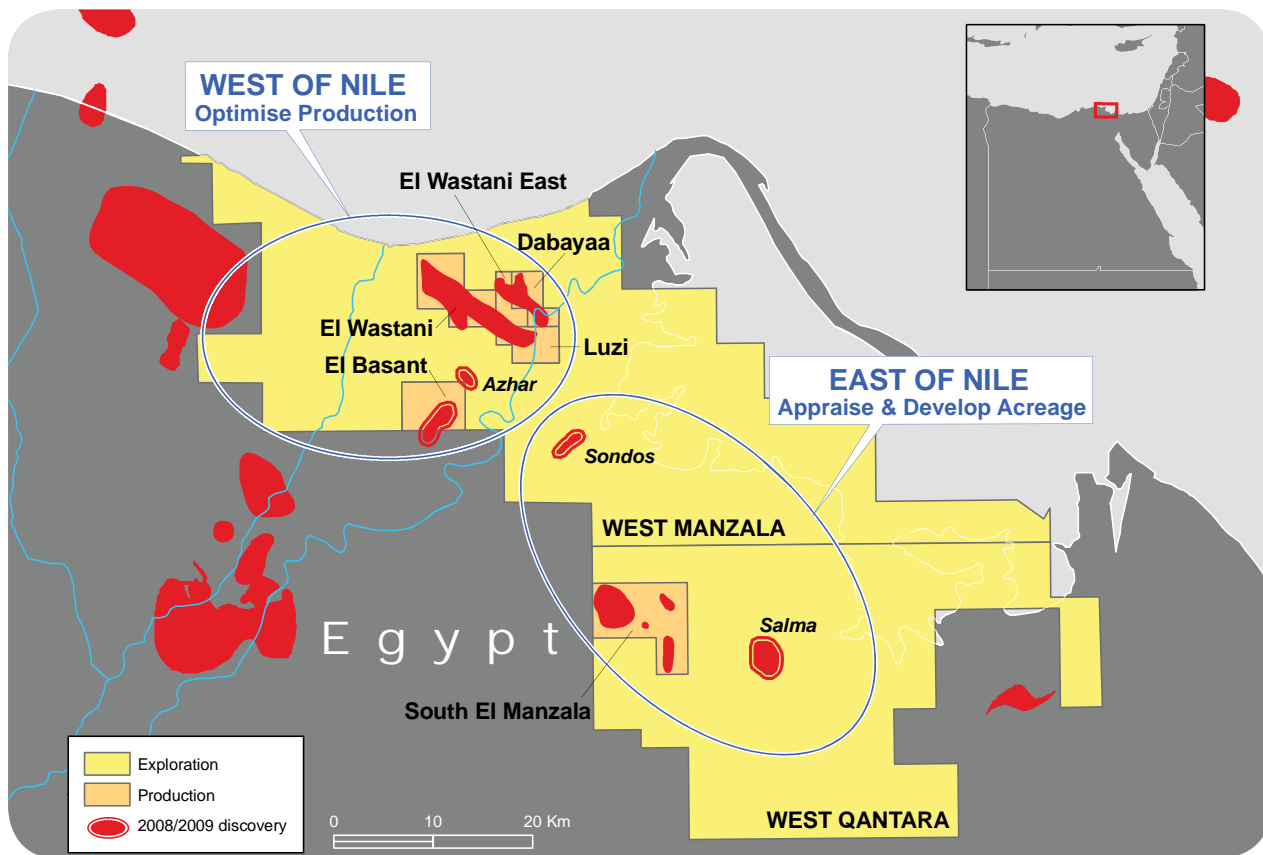 WEST OF NILE
Optimise Production
El Wastani East
Dabayaa
El Wastani
Luzi
El Basant
Azhar
EAST OF NILE
Appraise & Develop Acreage
Sondos
WEST MANZALA
Egypt
Salma
South El Manzala
WEST QANTARA
Exploration
Production
2008/2009 discovery
0 10 20 Km